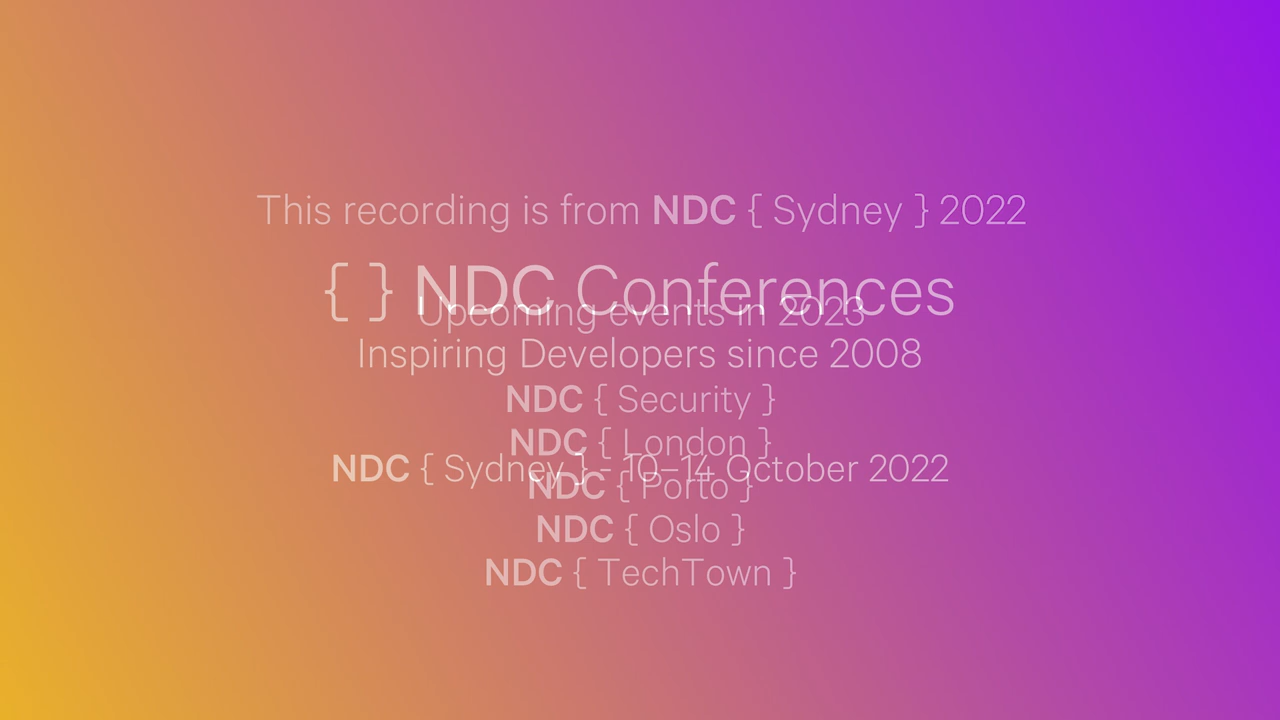 This recording is from NDC { Sydney } 2022
{ } NDC Conferences
Upcoming events in 2023
Inspiring Developers since 2008
NDC { Security }
NDC { London }
NDC { Sydney } - 10–14 October 2022
NDC { Porto }
NDC { Oslo }
NDC { TechTown }